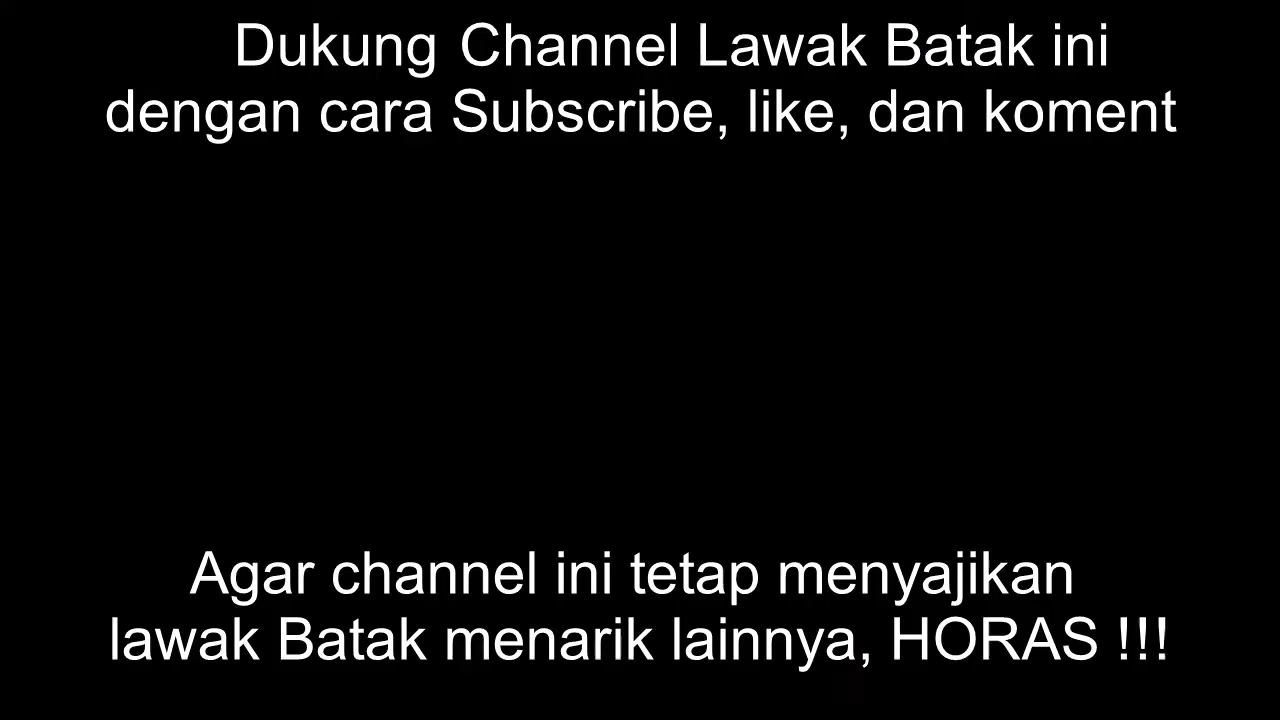 Dukung Channel Lawak Batak ini
dengan cara Subscribe, like, dan koment
Agar channel ini tetap menyajikan
lawak Batak menarik lainnya, HORAS !!!